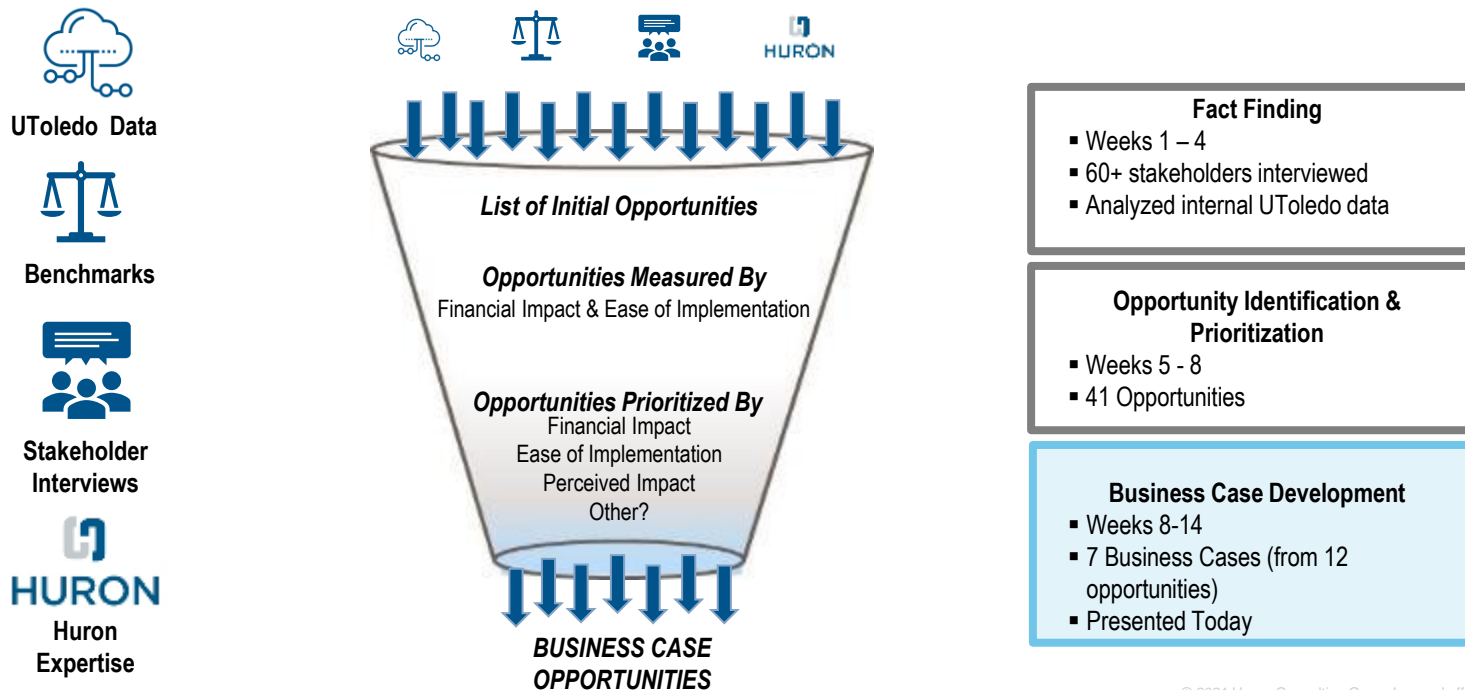 UToledo Data
Benchmarks
Stakeholder
Interviews
HURON
Huron
Expertise
HURON
List of Initial Opportunities
Opportunities Measured By
Financial Impact & Ease of Implementation
Opportunities Prioritized By
Financial Impact
Ease of Implementation
Perceived Impact
Other?
BUSINESS CASE
OPPORTUNITIES
Fact Finding
▪ Weeks 1 – 4
▪ 60+ stakeholders interviewed
▪ Analyzed internal UToledo data
Opportunity Identification &
Prioritization
▪ Weeks 5 - 8
▪ 41 Opportunities
Business Case Development
▪ Weeks 8-14
▪ 7 Business Cases (from 12
opportunities)
▪ Presented Today